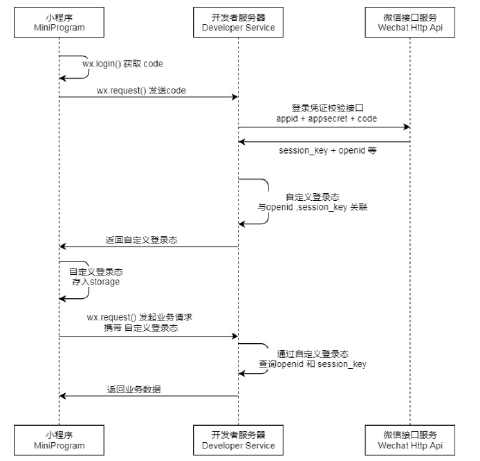 小程序
MiniProgram
开发者服务器
Developer Service
微信接口服务
Wechat Http Api
wx.login() 获取 code
wx.request() 发送code
登录凭证校验接口
appid + appsecret + code
session_key + openid 等
自定义登录态
与openid ,session_key 关联
返回自定义登录态
自定义登录态
存入storage
wx.request() 发起业务请求
携带 自定义登录态
通过自定义登录态
查询openid 和 session_key
返回业务数据
小程序
MiniProgram
开发者服务器
Developer Service
微信接口服务
Wechat Http Api